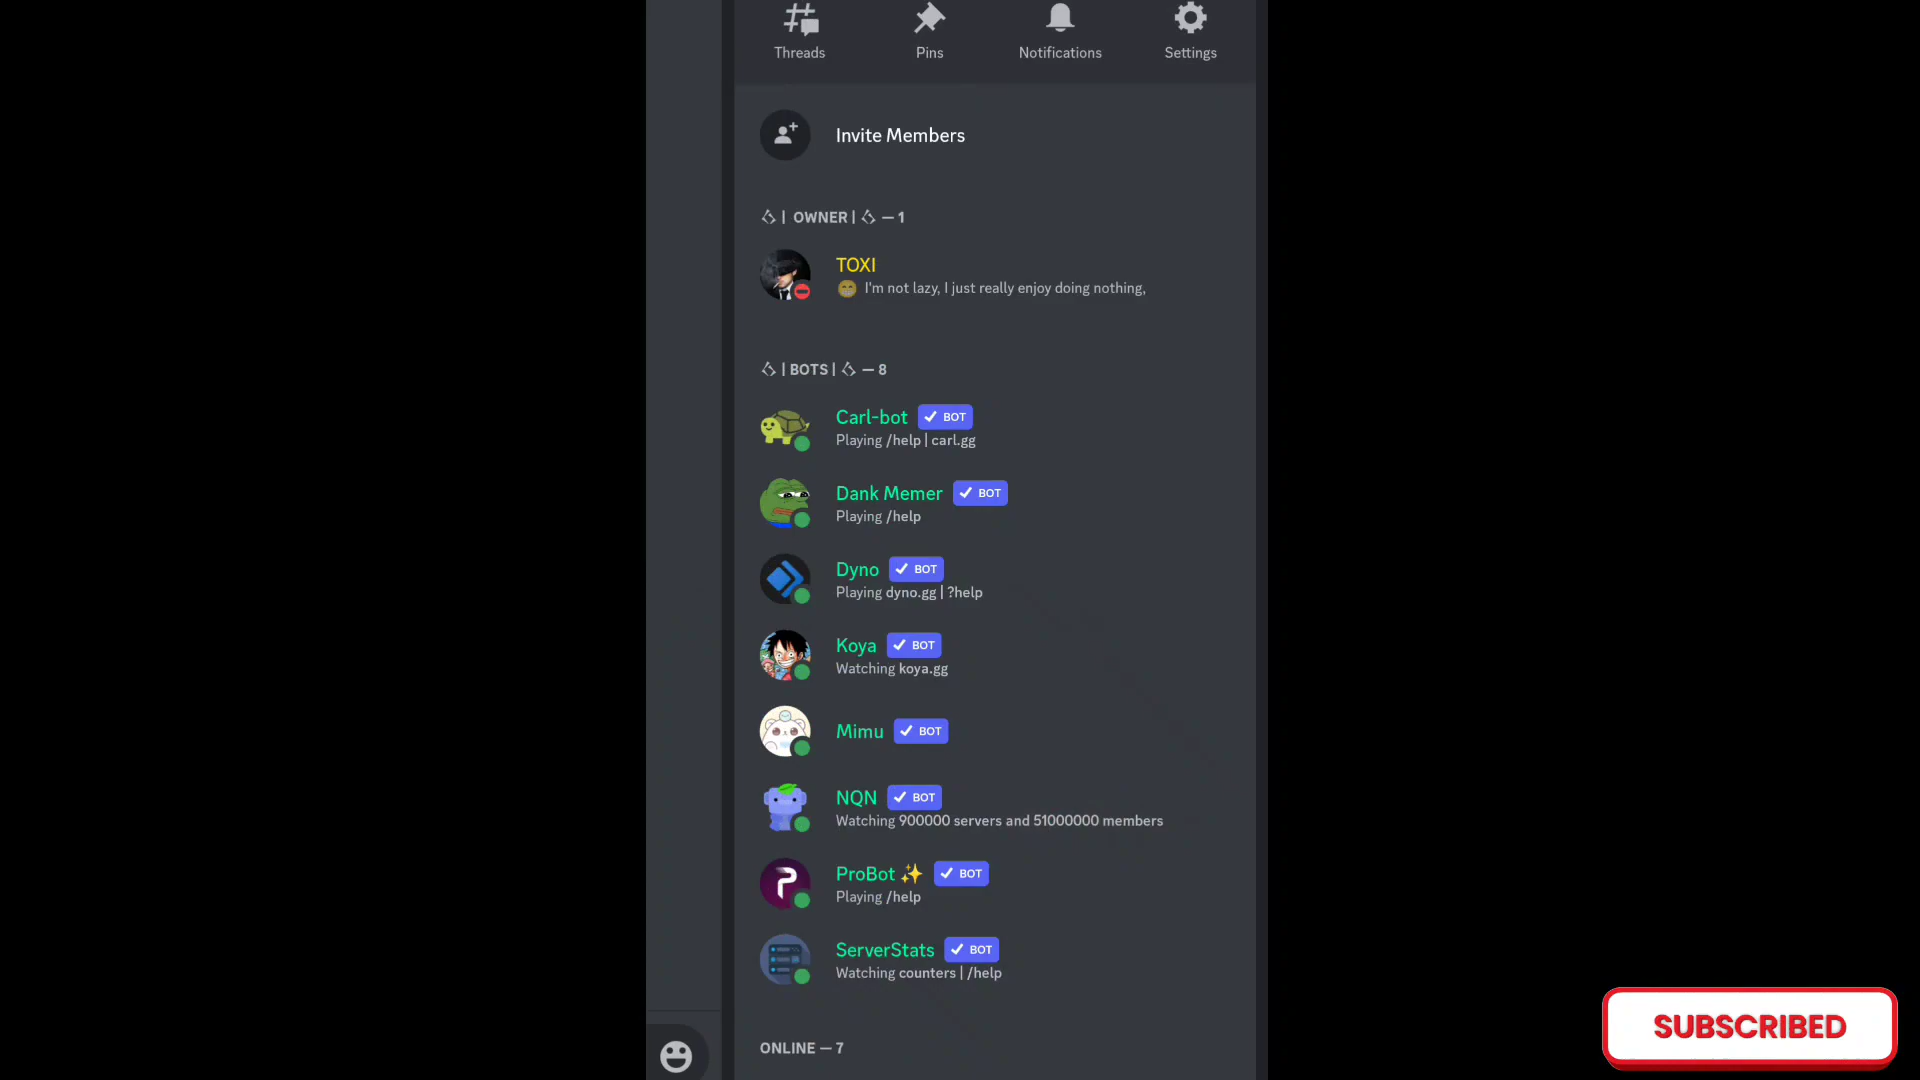 Threads
Pins
Notifications
Settings
Invite Members
| OWNER | — 1
TOXI
I'm not lazy, I just really enjoy doing nothing,
| BOTS | — 8
Carl-bot BOT
Playing /help | carl.gg
Dank Memer BOT
Playing /help
Dyno BOT
Playing dyno.gg | ?help
Koya BOT
Watching koya.gg
Mimu BOT
NQN BOT
Watching 900000 servers and 51000000 members
ProBot ✨ BOT
Playing /help
ServerStats BOT
Watching counters | /help
ONLINE — 7
SUBSCRIBED